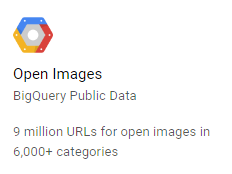 Open Images
BigQuery Public Data
9 million URLs for open images in
6,000+ categories